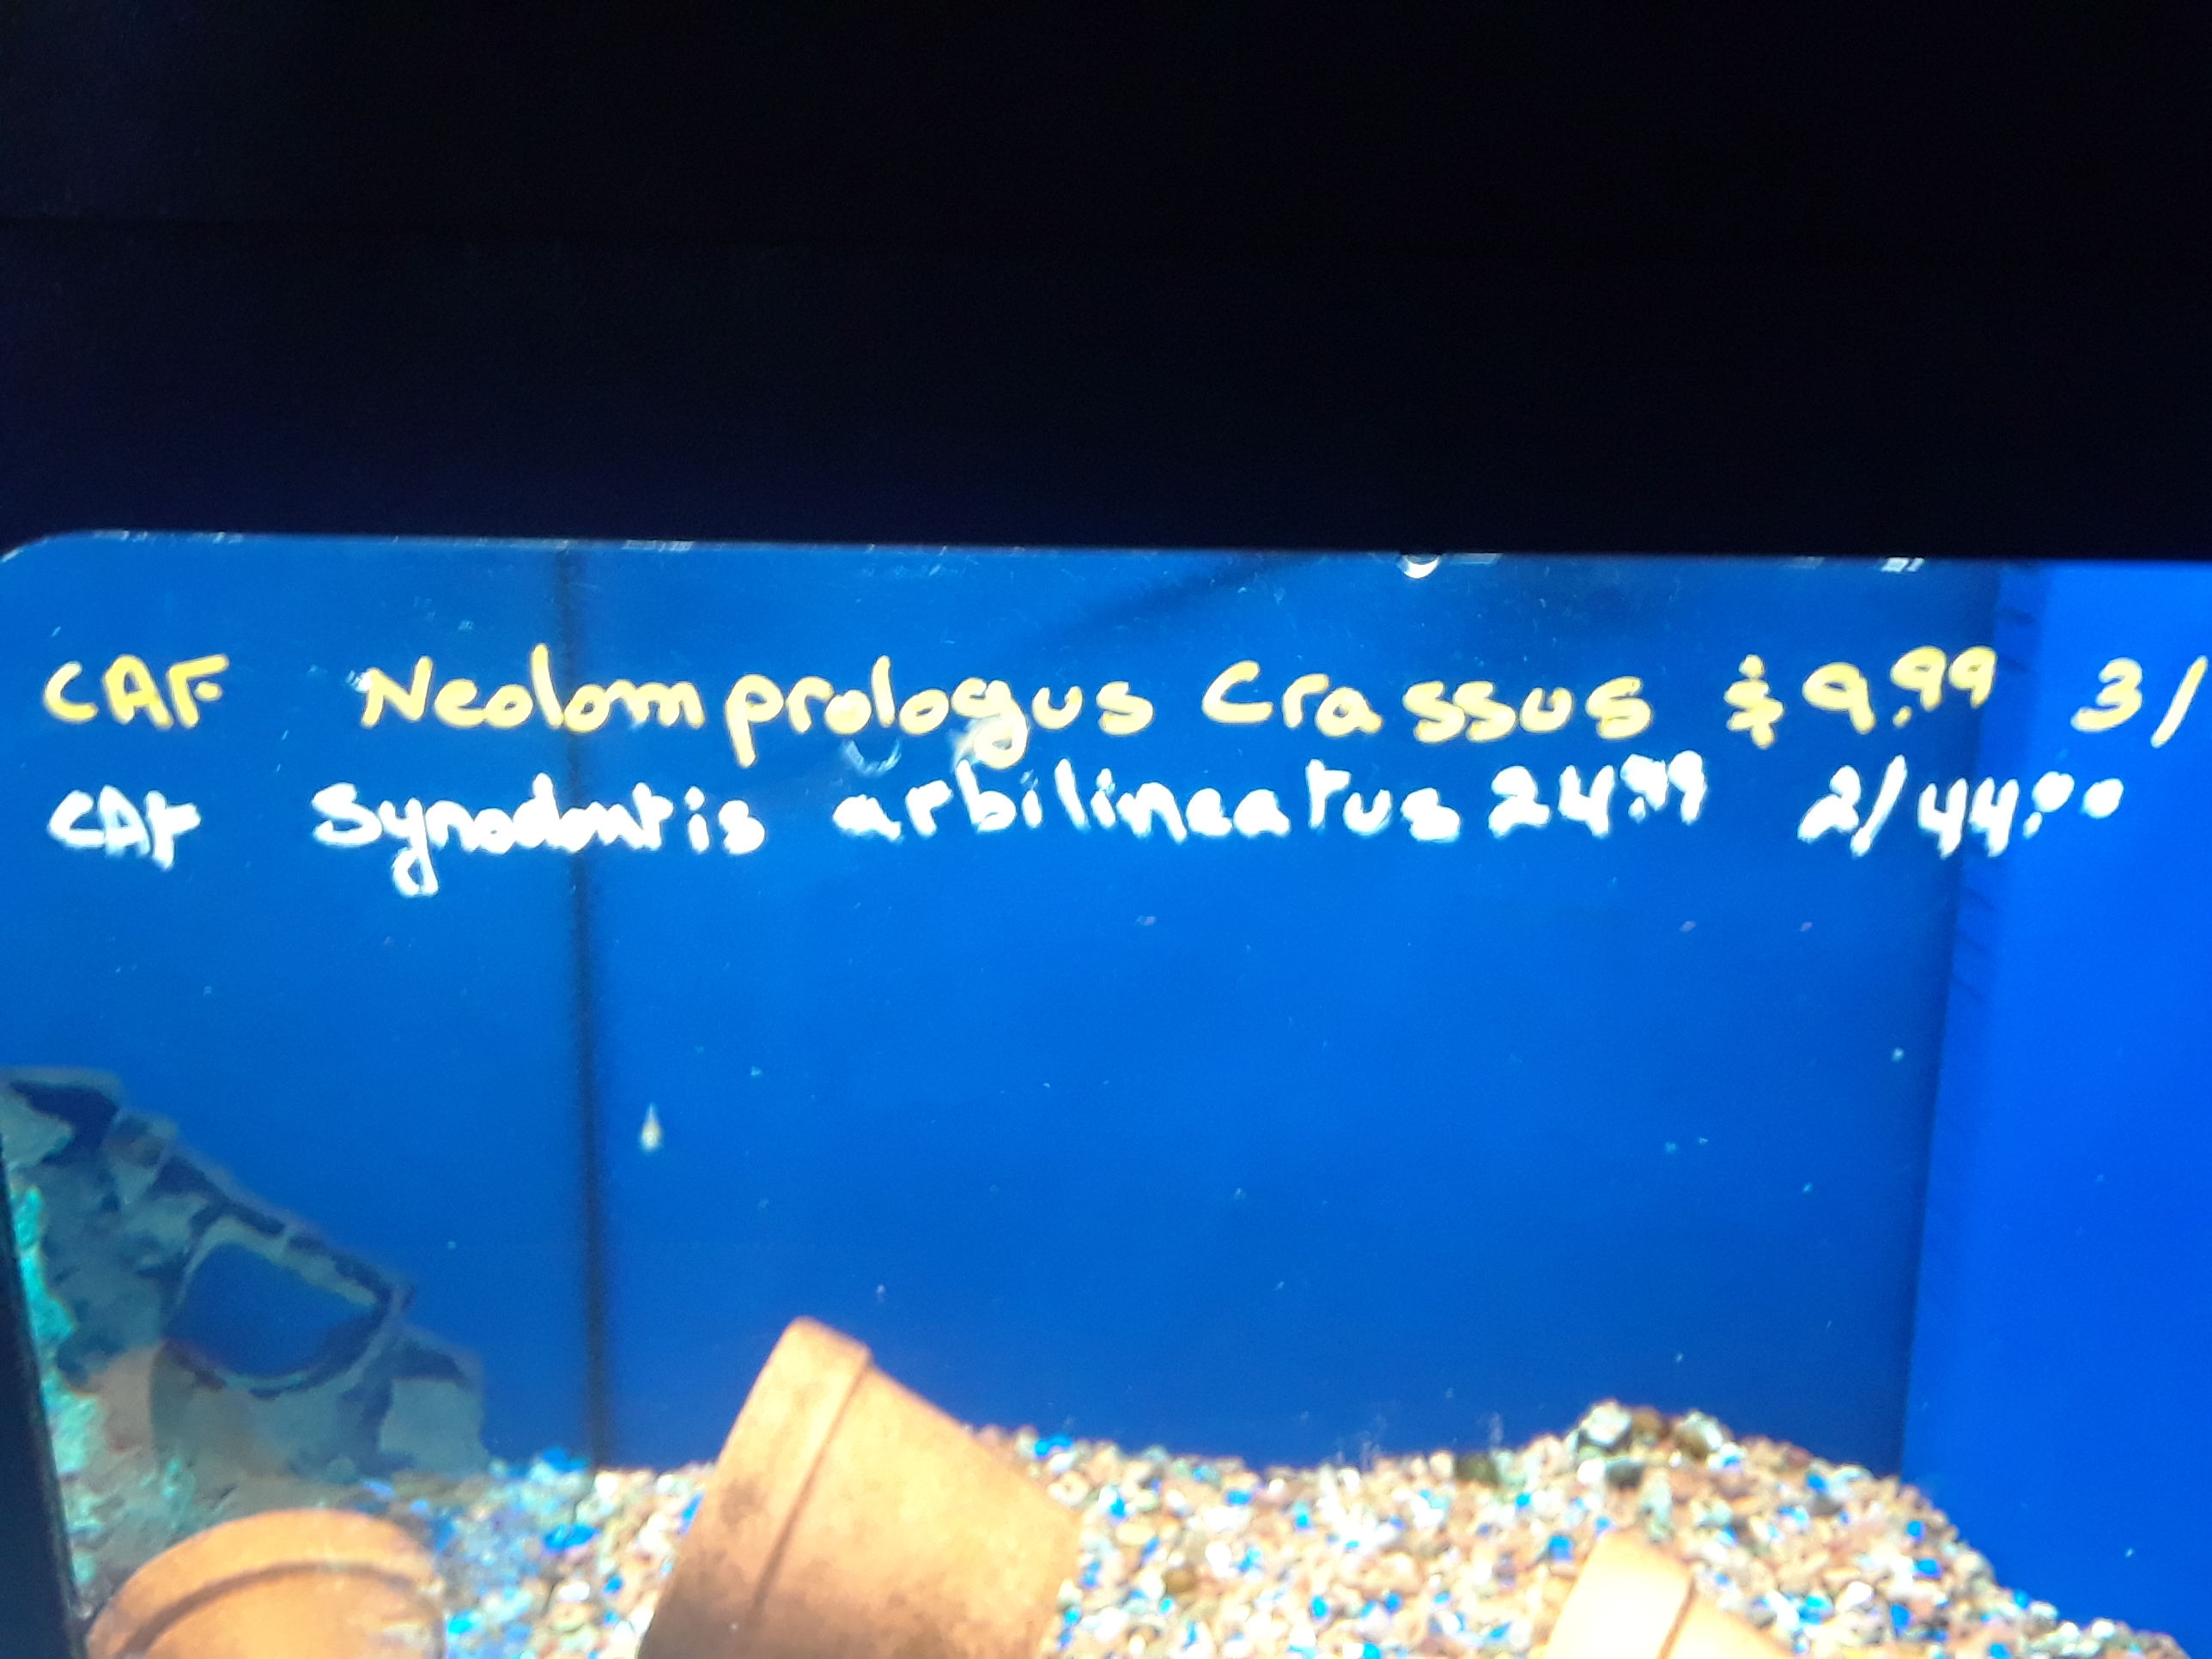 CAF Neolomprologus Crassus $9.99 3/
CAF Synodontis arbilineatus 24.99 2/44.00